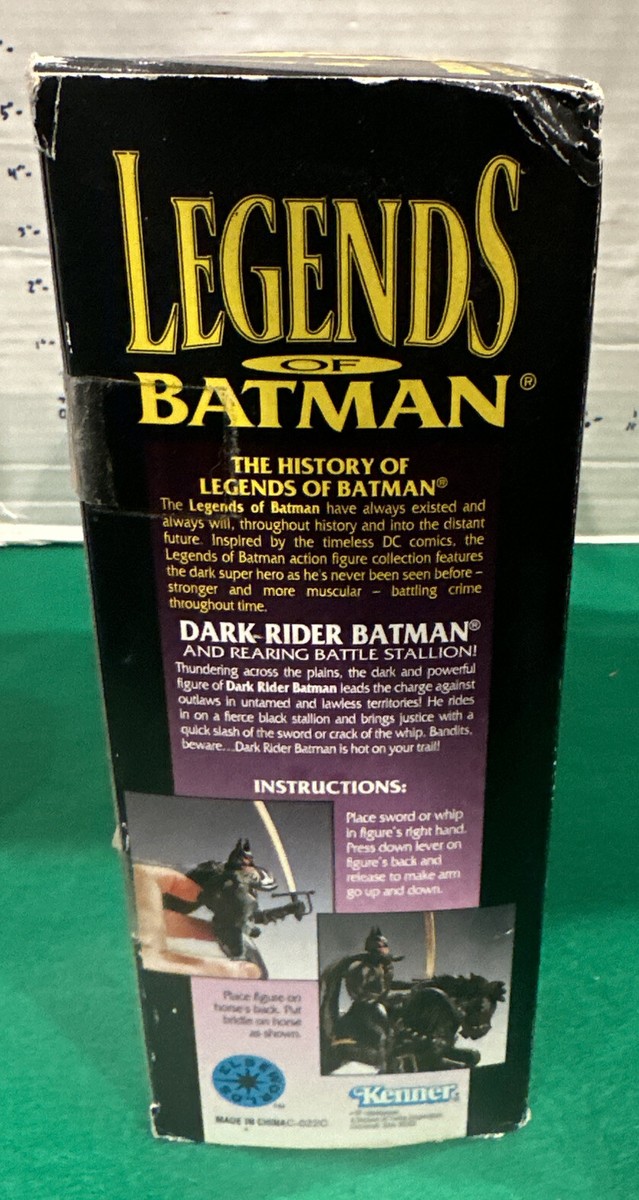 LEGENDS
OF
BATMAN®
THE HISTORY OF
LEGENDS OF BATMAN®
The Legends of Batman have always existed and
always will, throughout history and into the distant
future. Inspired by the timeless DC comics, the
Legends of Batman action figure collection features
the dark super hero as he's never been seen before –
stronger and more muscular – battling crime
throughout time.
DARK RIDER BATMAN®
AND REARING BATTLE STALLION!
Thundering across the plains, the dark and powerful
figure of Dark Rider Batman leads the charge against
outlaws in untamed and lawless territories! He rides
in on a fierce black stallion and brings justice with a
quick slash of the sword or crack of the whip. Bandits,
beware...Dark Rider Batman is hot on your trail!
INSTRUCTIONS:
Place sword or whip
in figure's right hand.
Press down lever on
figure's back and
release to make arm
go up and down.
Place figure on
horse's back. Put
bridle on horse
as shown.
Kenner
MADE IN CHINA
5"
4"
3"
2"
1"